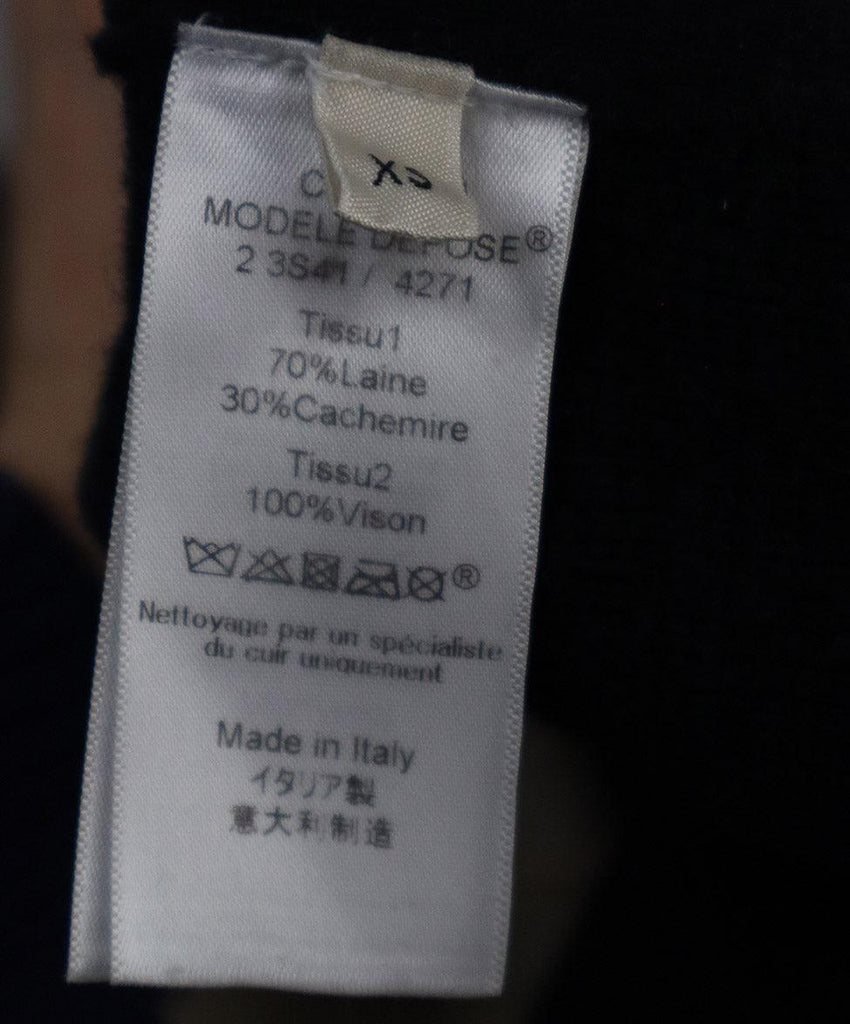 XS
MODELE DEPOSE®
2 3S41 / 4271
Tissu1
70%Laine
30%Cachemire
Tissu2
100%Vison
®
Nettoyage par un spécialiste
du cuir uniquement
Made in Italy
イタリア製
意大利制造